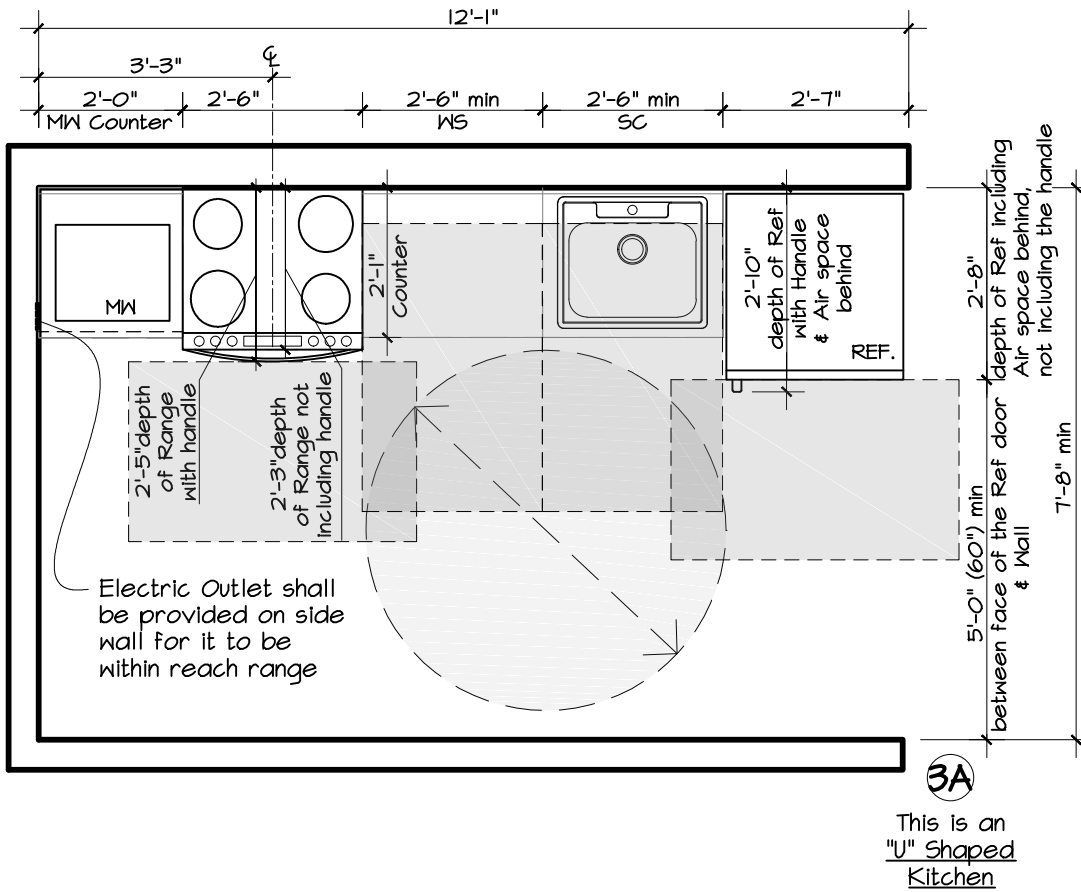 12'-1"
℄
3'-3"
2'-0"
2'-6"
2'-6" min
2'-6" min
2'-7"
MW Counter
WS
SC
MW
2'-1"
Counter
2'-10"
depth of Ref
with Handle
& Air space
behind
REF.
2'-8"
depth of Ref including
Air space behind,
not including the handle
2'-5"depth
of Range
with handle
2'-3"depth
of Range not
including handle
5'-0" (60") min
between face of the Ref door
& Wall
7'-8" min
Electric Outlet shall
be provided on side
wall for it to be
within reach range
3A
This is an
"U" Shaped
Kitchen